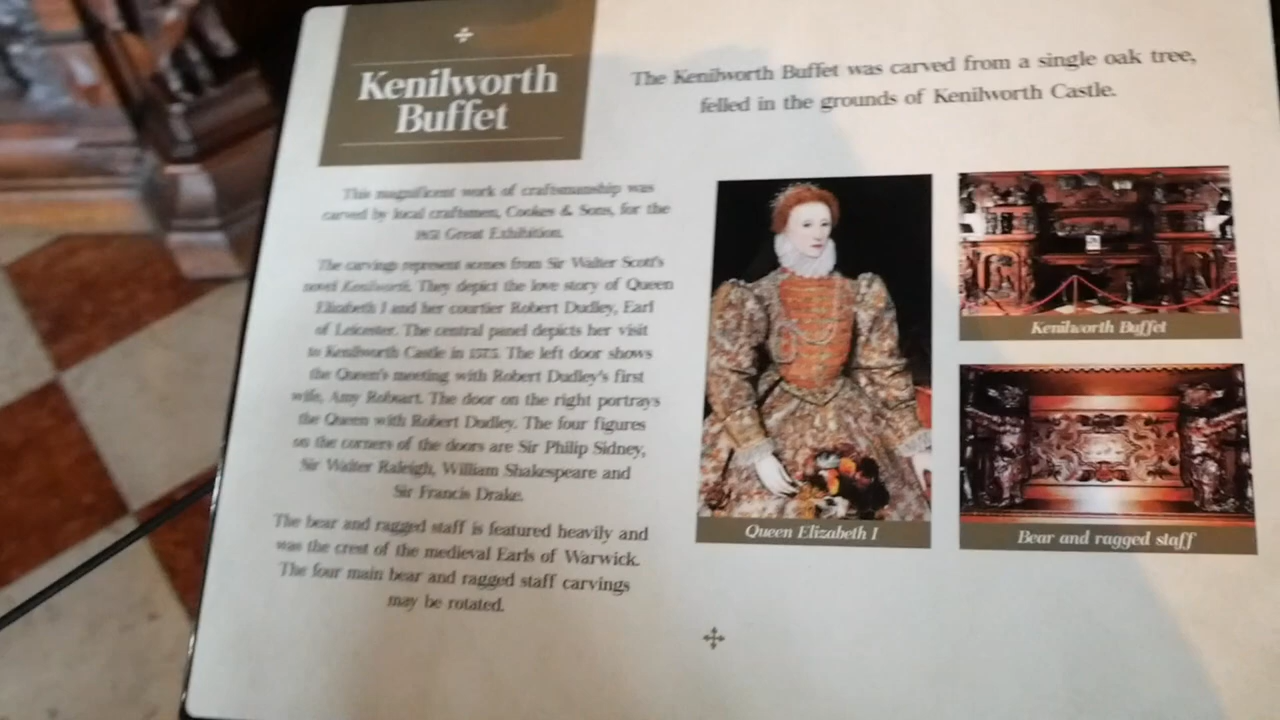 Kenilworth
Buffet
The Kenilworth Buffet was carved from a single oak tree,
felled in the grounds of Kenilworth Castle.
This magnificent work of craftsmanship was
carved by local craftsmen, Cookes & Sons, for the
1851 Great Exhibition.
The carvings represent scenes from Sir Walter Scott's
novel Kenilworth. They depict the love story of Queen
Elizabeth I and her courtier Robert Dudley, Earl
of Leicester. The central panel depicts her visit
to Kenilworth Castle in 1575. The left door shows
the Queen's meeting with Robert Dudley's first
wife, Amy Robsart. The door on the right portrays
the Queen with Robert Dudley. The four figures
on the corners of the doors are Sir Philip Sidney,
Sir Walter Raleigh, William Shakespeare and
Sir Francis Drake.
The bear and ragged staff is featured heavily and
was the crest of the medieval Earls of Warwick.
The four main bear and ragged staff carvings
may be rotated.
Queen Elizabeth I
Kenilworth Buffet
Bear and ragged staff